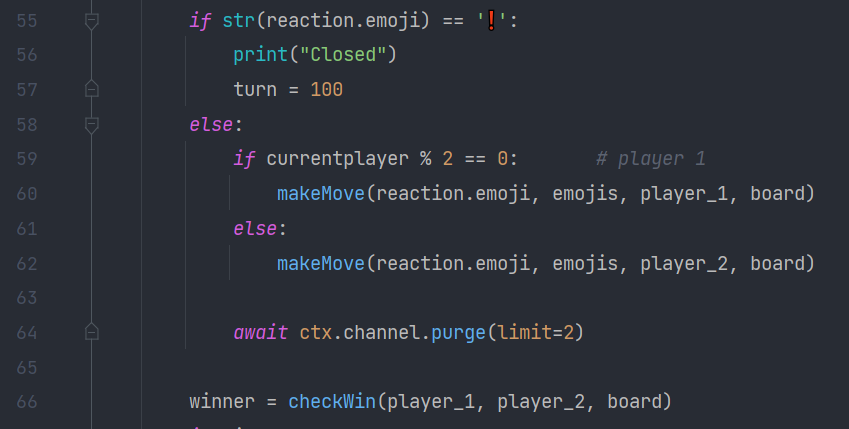 55 if str(reaction.emoji) == '❗':
56 print("Closed")
57 turn = 100
58 else:
59 if currentplayer % 2 == 0: # player 1
60 makeMove(reaction.emoji, emojis, player_1, board)
61 else:
62 makeMove(reaction.emoji, emojis, player_2, board)
63
64 await ctx.channel.purge(limit=2)
65
66 winner = checkWin(player_1, player_2, board)